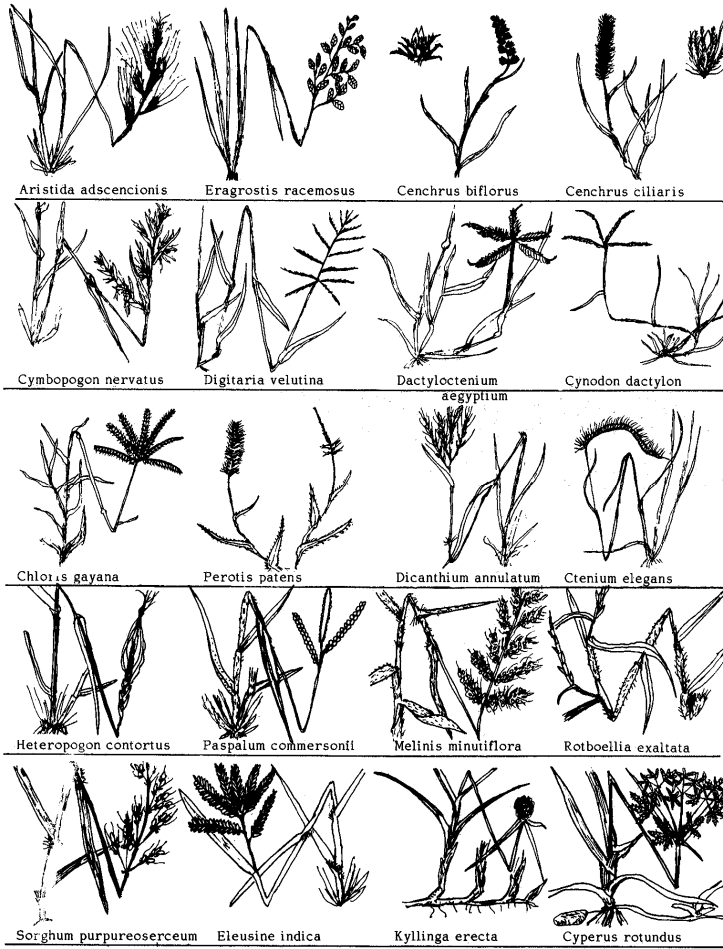 Aristida adscencionis
Eragrostis racemosus
Cenchrus biflorus
Cenchrus ciliaris
Cymbopogon nervatus
Digitaria velutina
Dactyloctenium
aegyptium
Cynodon dactylon
Chloris gayana
Perotis patens
Dicanthium annulatum
Ctenium elegans
Heteropogon contortus
Paspalum commersonii
Melinis minutiflora
Rotboellia exaltata
Sorghum purpureosericeum
Eleusine indica
Kyllinga erecta
Cyperus rotundus